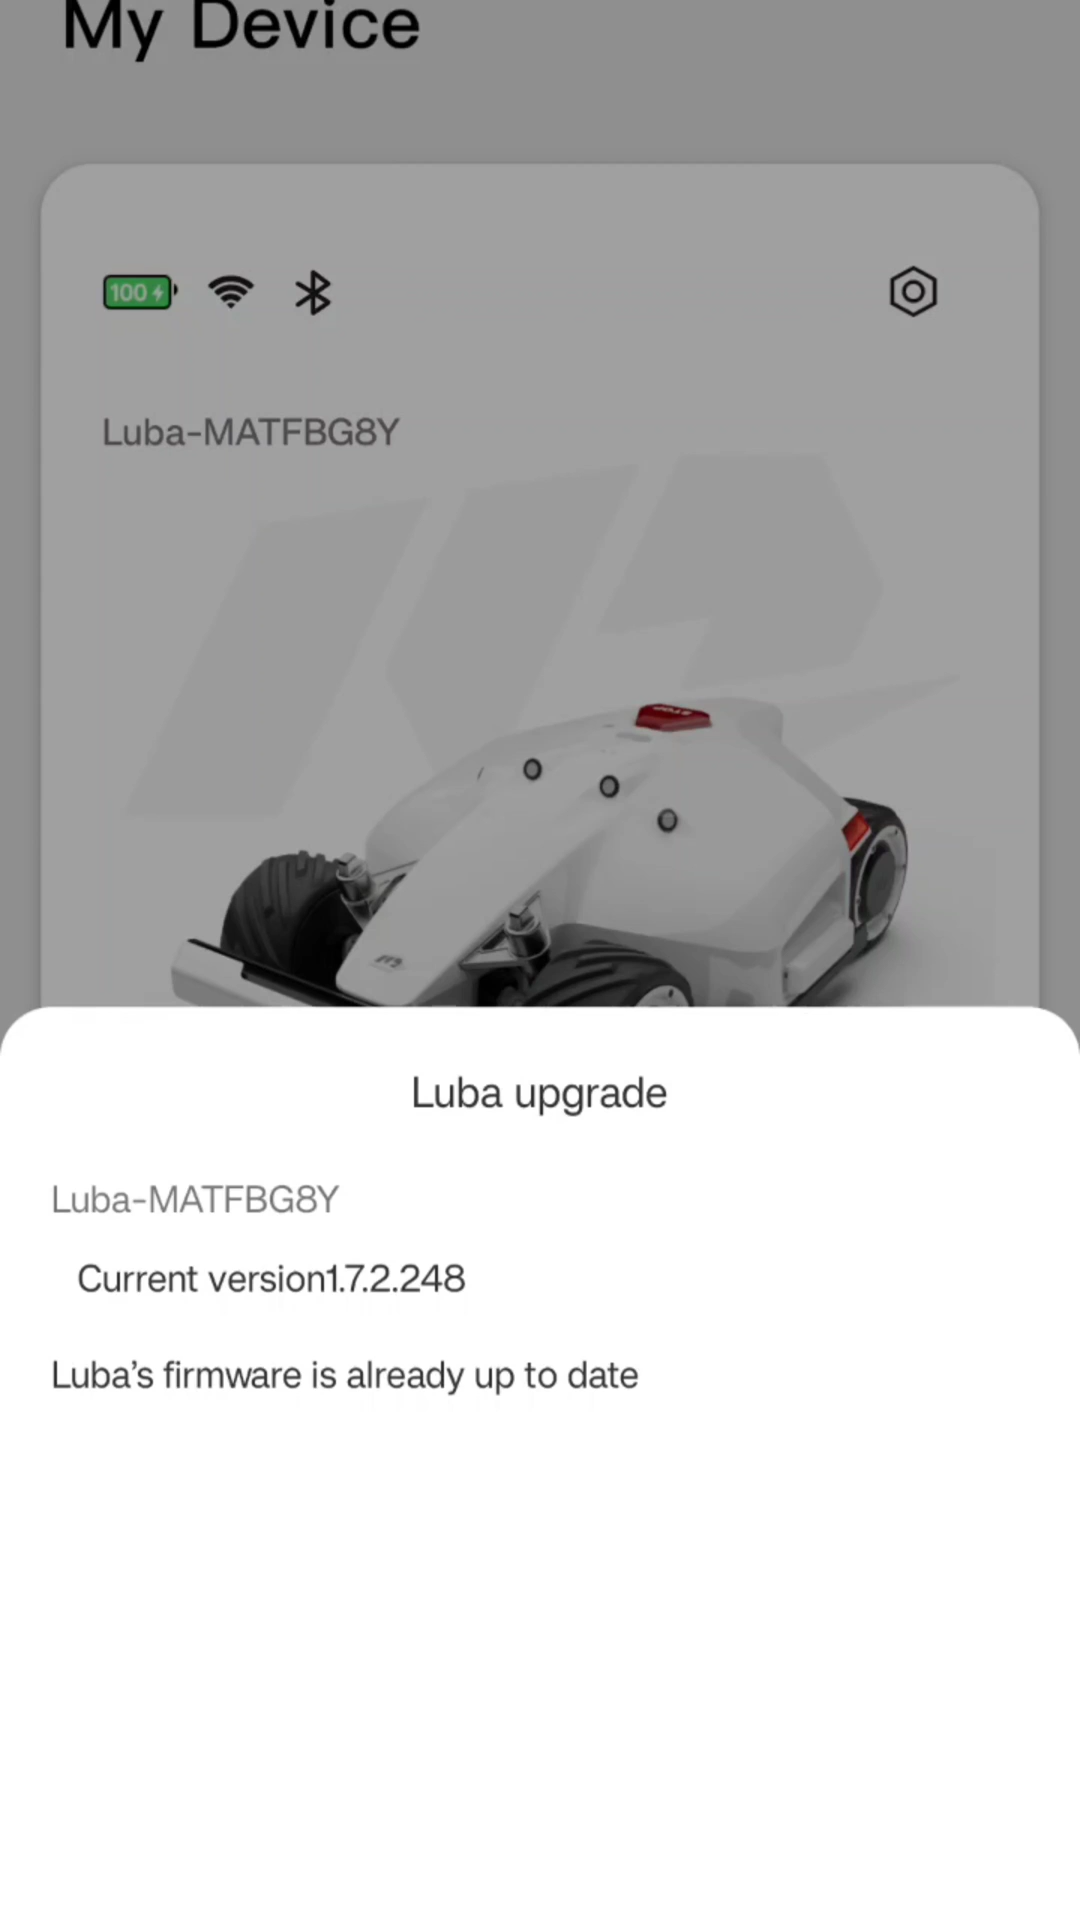 My Device
100
Luba-MATFBG8Y
STOP
Luba upgrade
Luba-MATFBG8Y
Current version1.7.2.248
Luba’s firmware is already up to date